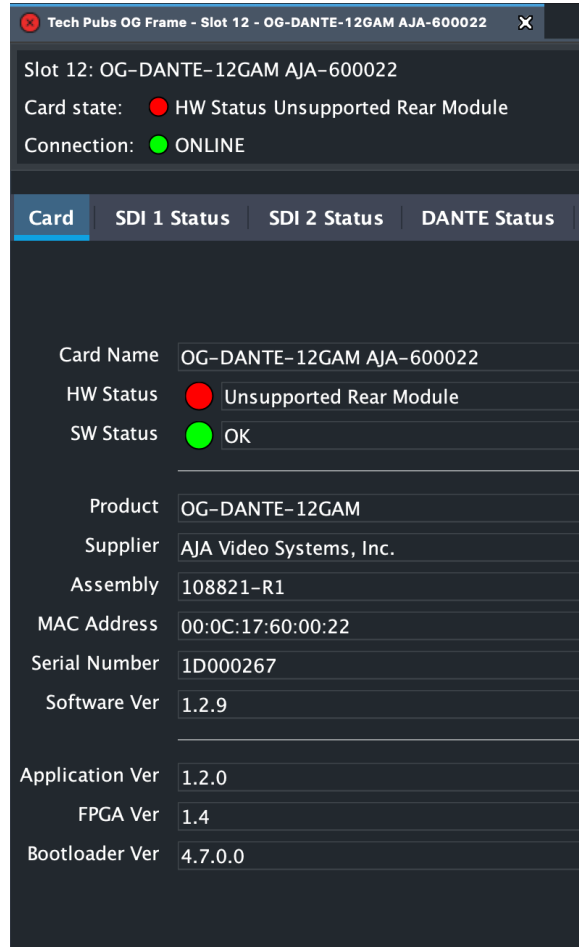 Tech Pubs OG Frame - Slot 12 - OG-DANTE-12GAM AJA-600022
Slot 12: OG-DANTE-12GAM AJA-600022
Card state: HW Status Unsupported Rear Module
Connection: ONLINE
Card SDI 1 Status SDI 2 Status DANTE Status
Card Name OG-DANTE-12GAM AJA-600022
HW Status Unsupported Rear Module
SW Status OK
Product OG-DANTE-12GAM
Supplier AJA Video Systems, Inc.
Assembly 108821-R1
MAC Address 00:0C:17:60:00:22
Serial Number 1D000267
Software Ver 1.2.9
Application Ver 1.2.0
FPGA Ver 1.4
Bootloader Ver 4.7.0.0